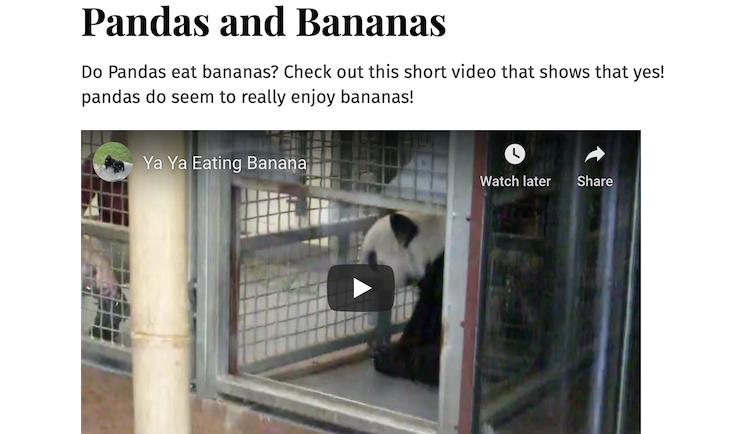 Pandas and Bananas
Do Pandas eat bananas? Check out this short video that shows that yes!
pandas do seem to really enjoy bananas!
Ya Ya Eating Banana
Watch later
Share